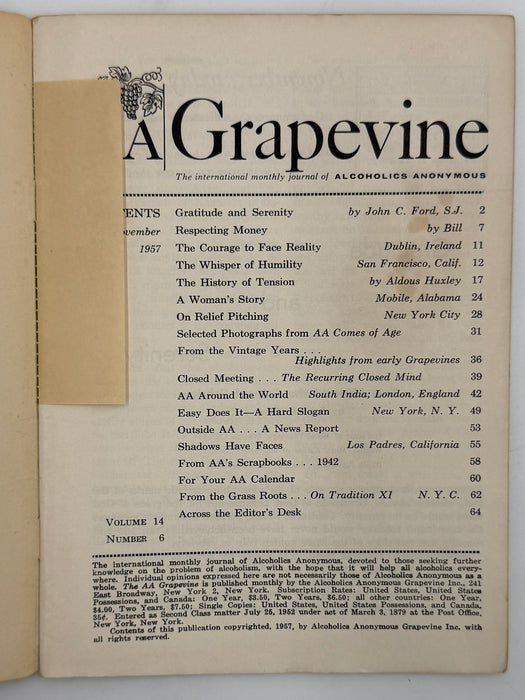 A Grapevine
The international monthly journal of ALCOHOLICS ANONYMOUS
ENTS
vember
1957
Gratitude and Serenity by John C. Ford, S.J. 2
Respecting Money by Bill 7
The Courage to Face Reality Dublin, Ireland 11
The Whisper of Humility San Francisco, Calif. 12
The History of Tension by Aldous Huxley 17
A Woman's Story Mobile, Alabama 24
On Relief Pitching New York City 28
Selected Photographs from AA Comes of Age 31
From the Vintage Years . . .
Highlights from early Grapevines 36
Closed Meeting . . . The Recurring Closed Mind 39
AA Around the World South India; London, England 42
Easy Does It—A Hard Slogan New York, N. Y. 49
Outside AA . . . A News Report 53
Shadows Have Faces Los Padres, California 55
From AA's Scrapbooks . . . 1942 58
For Your AA Calendar 60
From the Grass Roots . . . On Tradition XI N. Y. C. 62
Across the Editor's Desk 64
VOLUME 14
NUMBER 6
The international monthly journal of Alcoholics Anonymous, devoted to those seeking further
knowledge on the problem of alcoholism, with the hope that it will help all alcoholics every-
where. Individual opinions expressed here are not necessarily those of Alcoholics Anonymous as a
whole. The AA Grapevine is published monthly by the Alcoholics Anonymous Grapevine Inc., 241
East Broadway, New York 2, New York. Subscription Rates: United States, United States
Possessions, and Canada: One Year, $3.50, Two Years, $6.50; all other countries: One Year,
$4.00, Two Years, $7.50; Single Copies: United States, United States Possessions, and Canada,
35¢. Entered as Second Class matter July 25, 1952 under act of March 3, 1879 at the Post Office,
New York, New York.
Contents of this publication copyrighted, 1957, by Alcoholics Anonymous Grapevine Inc. with
all rights reserved.